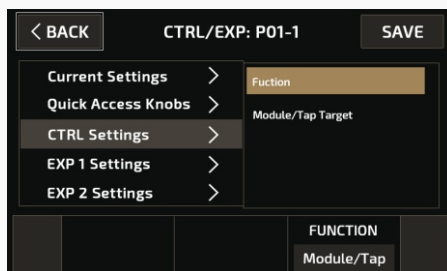 < BACK
CTRL/EXP: P01-1
SAVE
Current Settings >
Quick Access Knobs >
CTRL Settings >
EXP 1 Settings >
EXP 2 Settings >
Fuction
Module/Tap Target
FUNCTION
Module/Tap